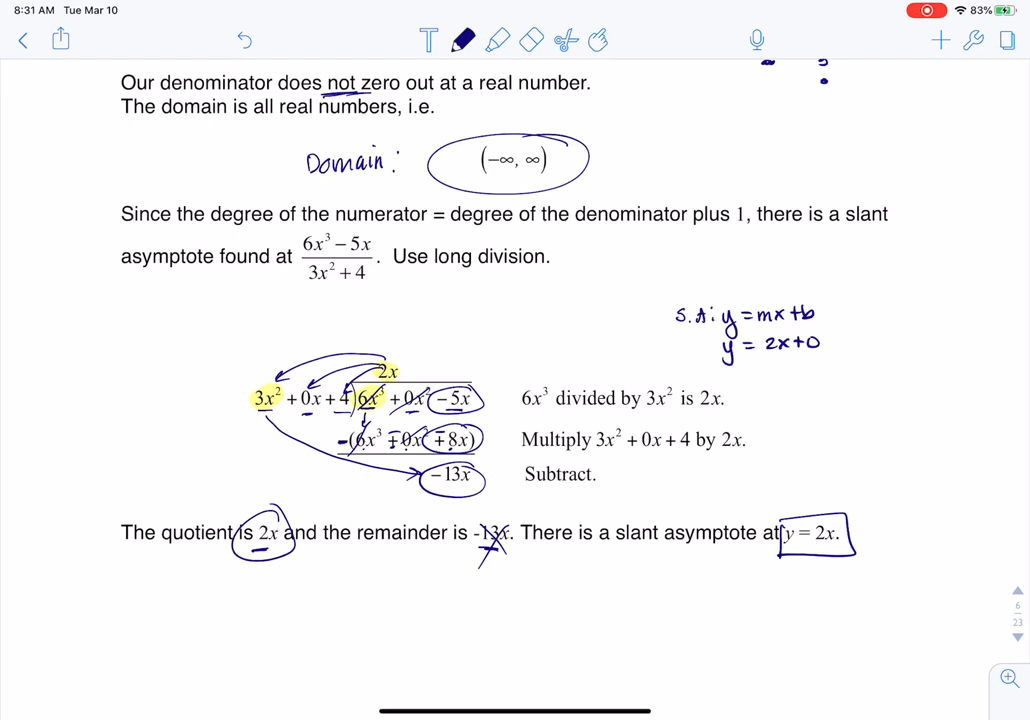 8:31 AM Tue Mar 10
83%
Our denominator does not zero out at a real number.
The domain is all real numbers, i.e.
Domain: (−∞, ∞)
Since the degree of the numerator = degree of the denominator plus 1, there is a slant
asymptote found at (6x³ − 5x)/(3x² + 4). Use long division.
S.A: y = mx+b
y = 2x+0
2x
3x² + 0x + 4)6x³ + 0x² − 5x
6x³ divided by 3x² is 2x.
−(6x³ + 0x² + 8x)
Multiply 3x² + 0x + 4 by 2x.
−13x
Subtract.
The quotient is 2x and the remainder is -13x. There is a slant asymptote at y = 2x.
6
23